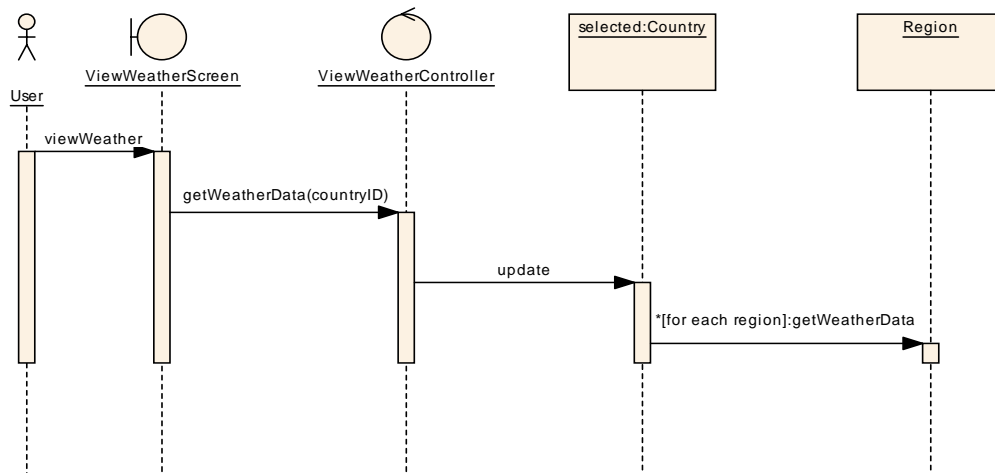 selected:Country
Region
ViewWeatherScreen
ViewWeatherController
User
viewWeather
getWeatherData(countryID)
update
*[for each region]:getWeatherData